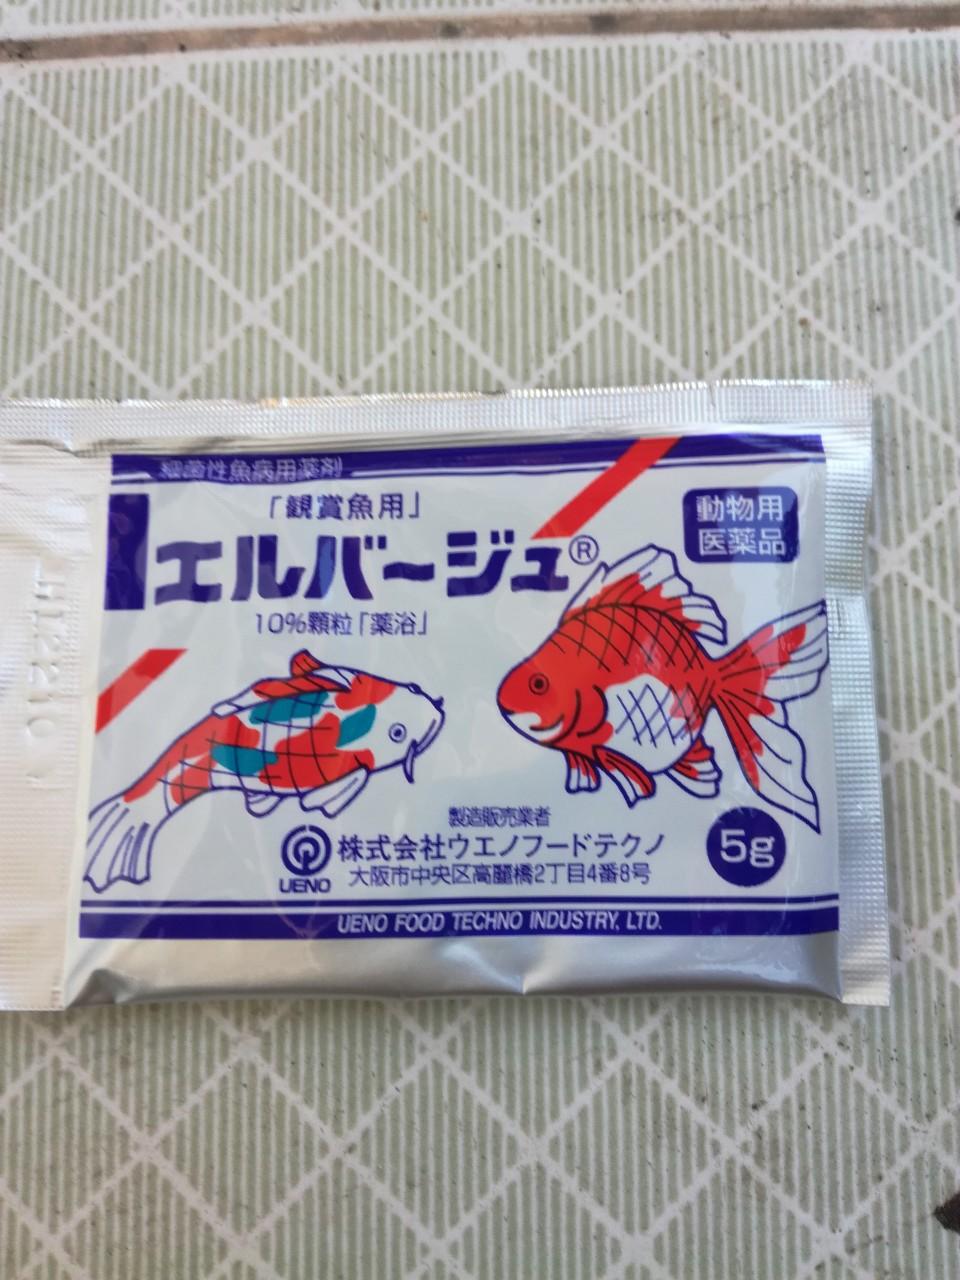 細菌性魚病用薬剤
「観賞魚用」
エルバージュ®
10%顆粒「薬浴」
動物用
医薬品
製造販売業者
UENO
株式会社ウエノフードテクノ
大阪市中央区高麗橋2丁目4番8号
5g
UENO FOOD TECHNO INDUSTRY, LTD.